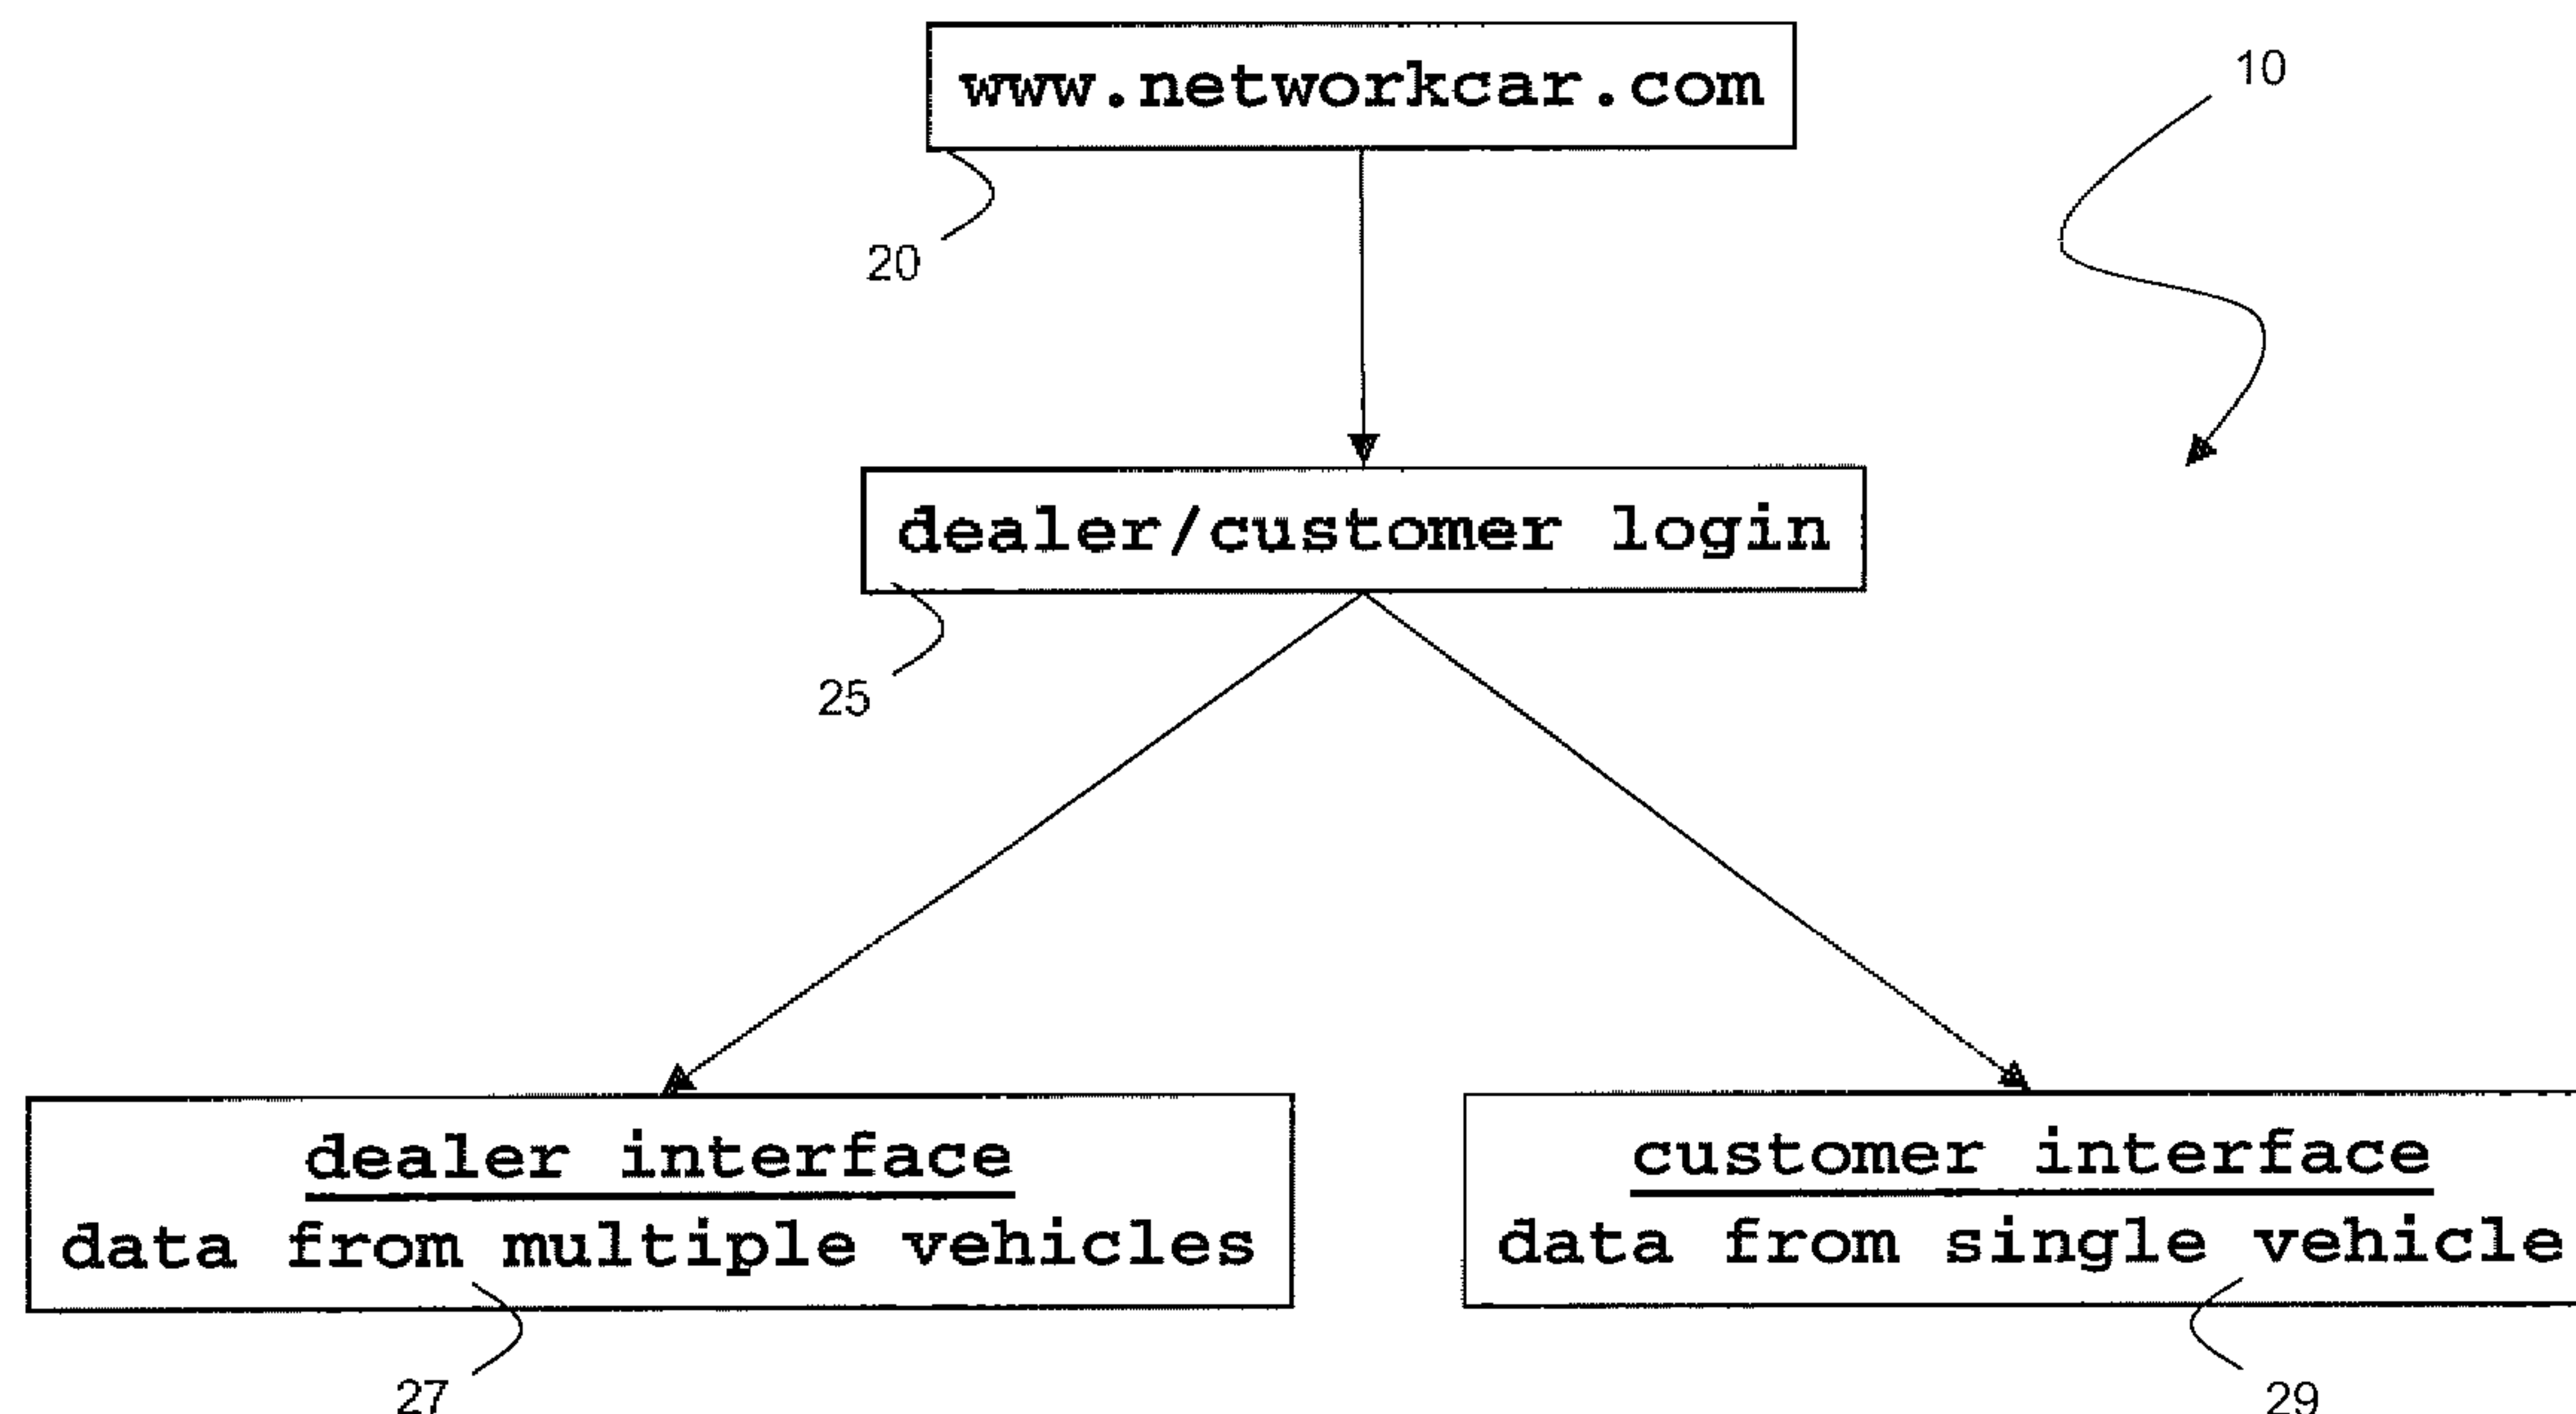 www.networkcar.com
10
20
dealer/customer login
25
dealer interface
data from multiple vehicles
customer interface
data from single vehicle
27
29